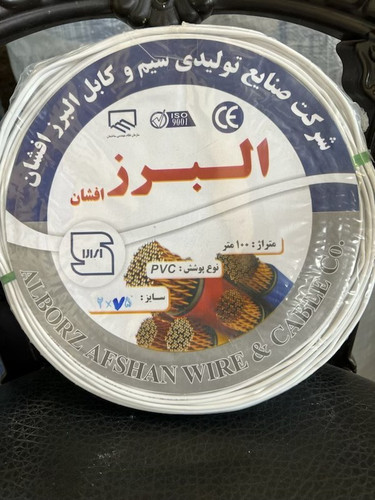 شرکت صنایع تولیدی سیم و کابل البرز افشان
ISO
9001
CE
البرز
افشان
متراژ: ۱۰۰ متر
نوع پوشش: PVC
سایز: ۲×۷۵
ALBORZ AFSHAN WIRE & CABLE Co.